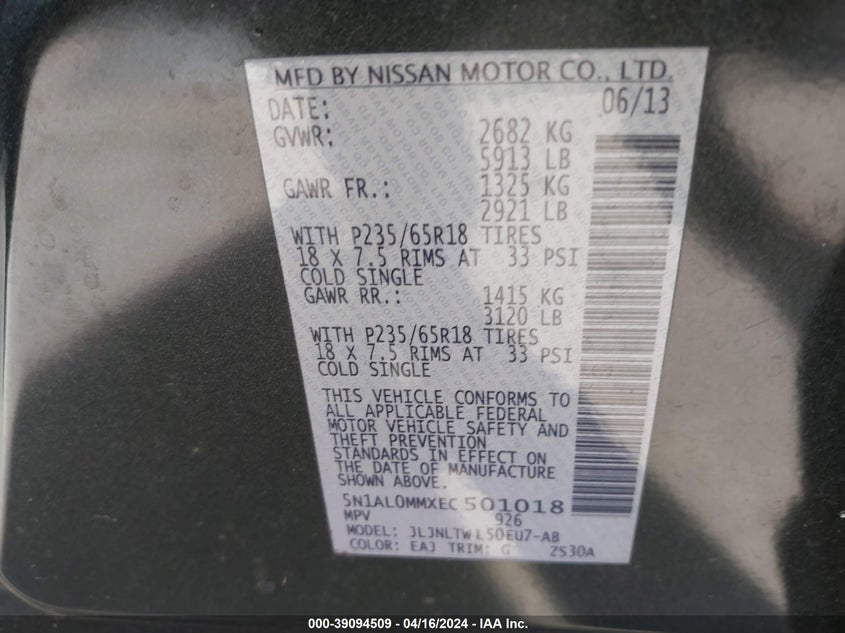 MFD BY NISSAN MOTOR CO., LTD.
DATE: 06/13
GVWR: 2682 KG
5913 LB
GAWR FR.: 1325 KG
2921 LB
WITH P235/65R18 TIRES
18 X 7.5 RIMS AT 33 PSI
COLD SINGLE
GAWR RR.: 1415 KG
3120 LB
WITH P235/65R18 TIRES
18 X 7.5 RIMS AT 33 PSI
COLD SINGLE
THIS VEHICLE CONFORMS TO
ALL APPLICABLE FEDERAL
MOTOR VEHICLE SAFETY AND
THEFT PREVENTION
STANDARDS IN EFFECT ON
THE DATE OF MANUFACTURE
SHOWN ABOVE.
5N1AL0MMXEC501018
MPV 926
MODEL: JLJNLTWL50EU7-AB
COLOR: EAJ TRIM: G 2S30A
000-39094509 - 04/16/2024 - IAA Inc.